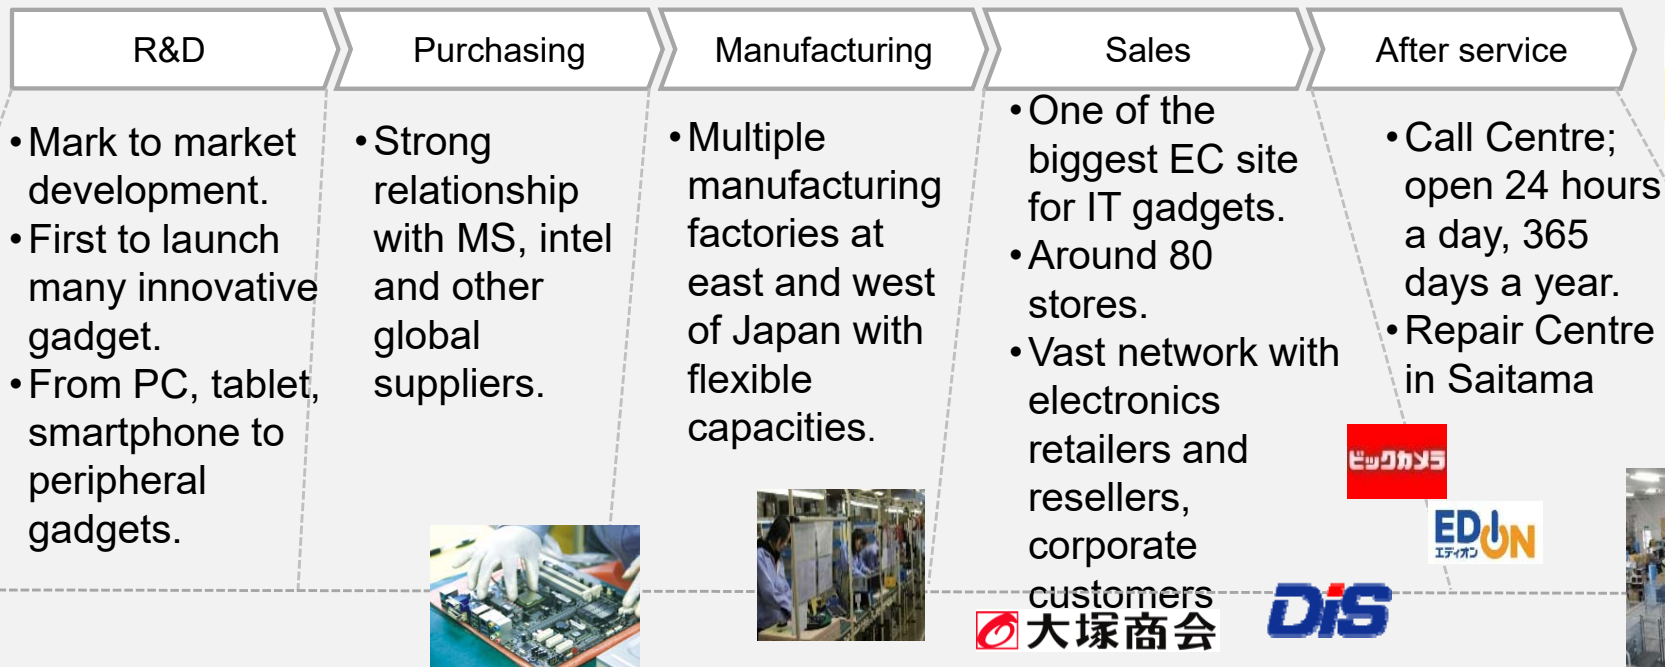 R&D
Purchasing
Manufacturing
Sales
After service
•Mark to market
development.
•First to launch
many innovative
gadget.
•From PC, tablet,
smartphone to
peripheral
gadgets.
•Strong
relationship
with MS, intel
and other
global
suppliers.
•Multiple
manufacturing
factories at
east and west
of Japan with
flexible
capacities.
•One of the
biggest EC site
for IT gadgets.
•Around 80
stores.
•Vast network with
electronics
retailers and
resellers,
corporate
customers
•Call Centre;
open 24 hours
a day, 365
days a year.
•Repair Centre
in Saitama
ビックカメラ
EDION
エディオン
DiS
大塚商会